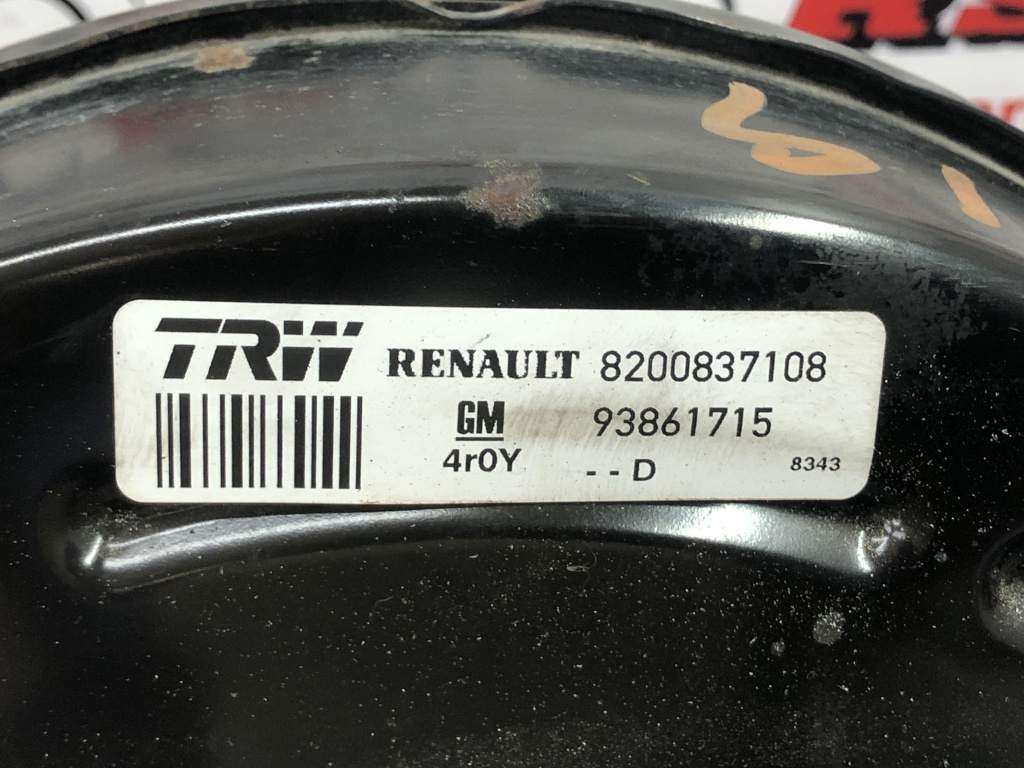 TRW RENAULT 8200837108
GM 93861715
4r0Y --D 8343